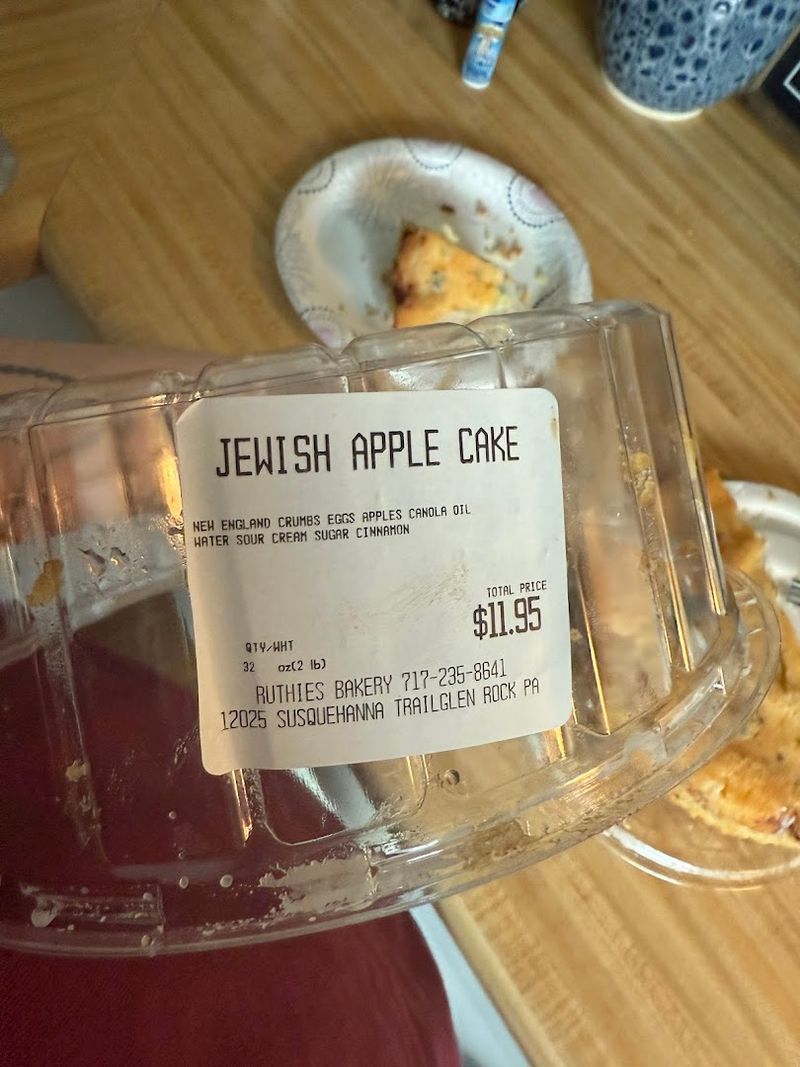 JEWISH APPLE CAKE
NEW ENGLAND CRUMBS EGGS APPLES CANOLA OIL
WATER SOUR CREAM SUGAR CINNAMON
TOTAL PRICE
$11.95
QTY/WHT
32 oz(2 lb)
RUTHIES BAKERY 717-235-8641
12025 SUSQUEHANNA TRAILGLEN ROCK PA